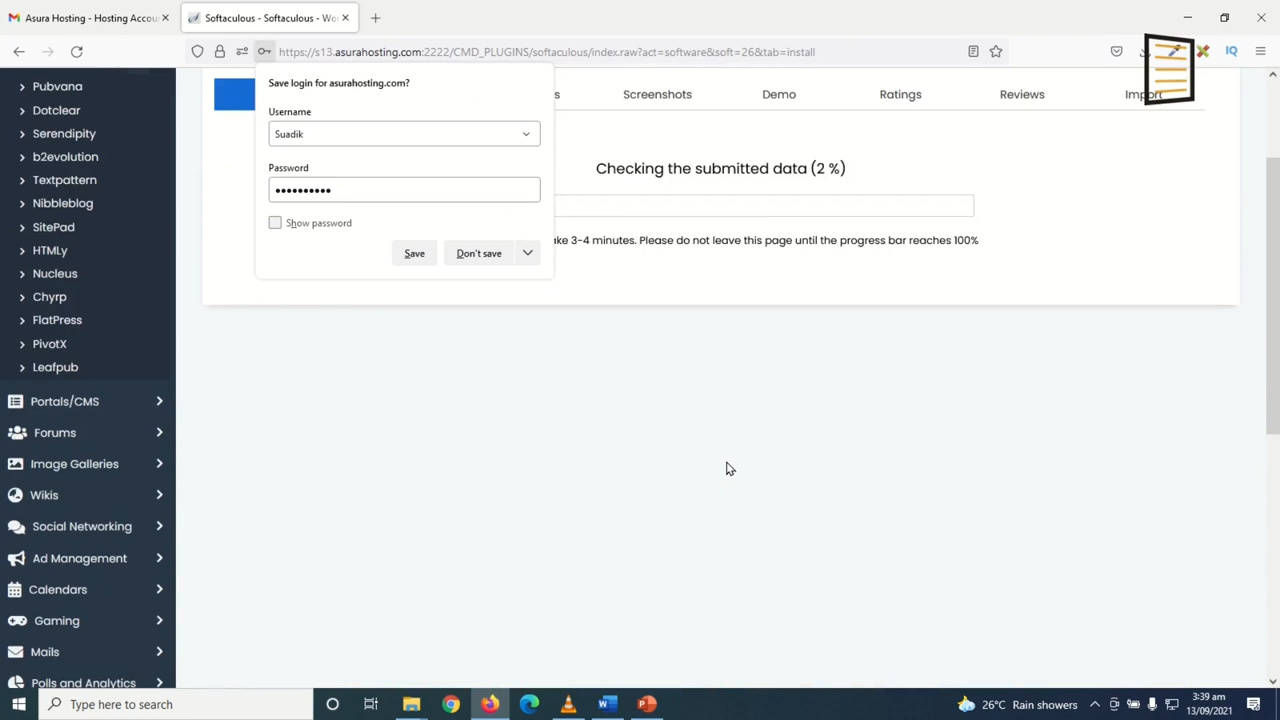 Asura Hosting - Hosting Accou
Softaculous - Softaculous - Wo
https://s13.asurahosting.com:2222/CMD_PLUGINS/softaculous/index.raw?act=software&soft=26&tab=install
IQ
Save login for asurahosting.com?
Username
Suadik
Password
Show password
Save
Don't save
s
Screenshots
Demo
Ratings
Reviews
Import
Checking the submitted data (2 %)
ke 3-4 minutes. Please do not leave this page until the progress bar reaches 100%
Pubvana
Dotclear
Serendipity
b2evolution
Textpattern
Nibbleblog
SitePad
HTMLy
Nucleus
Chyrp
FlatPress
PivotX
Leafpub
Portals/CMS
Forums
Image Galleries
Wikis
Social Networking
Ad Management
Calendars
Gaming
Mails
Polls and Analytics
Type here to search
26°C Rain showers
3:39 am
13/09/2021